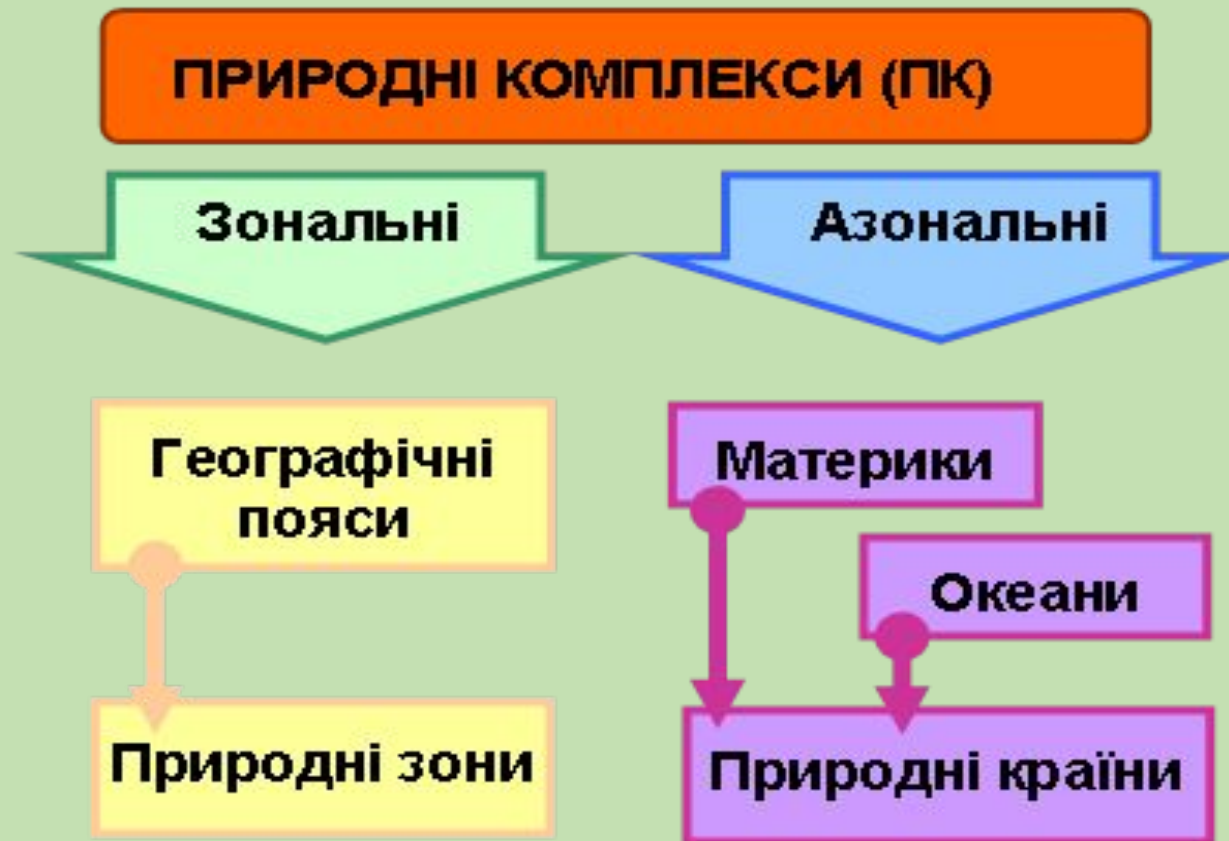 ПРИРОДНІ КОМПЛЕКСИ (ПК)
Зональні
Азональні
Географічні
пояси
Материки
Океани
Природні зони
Природні країни